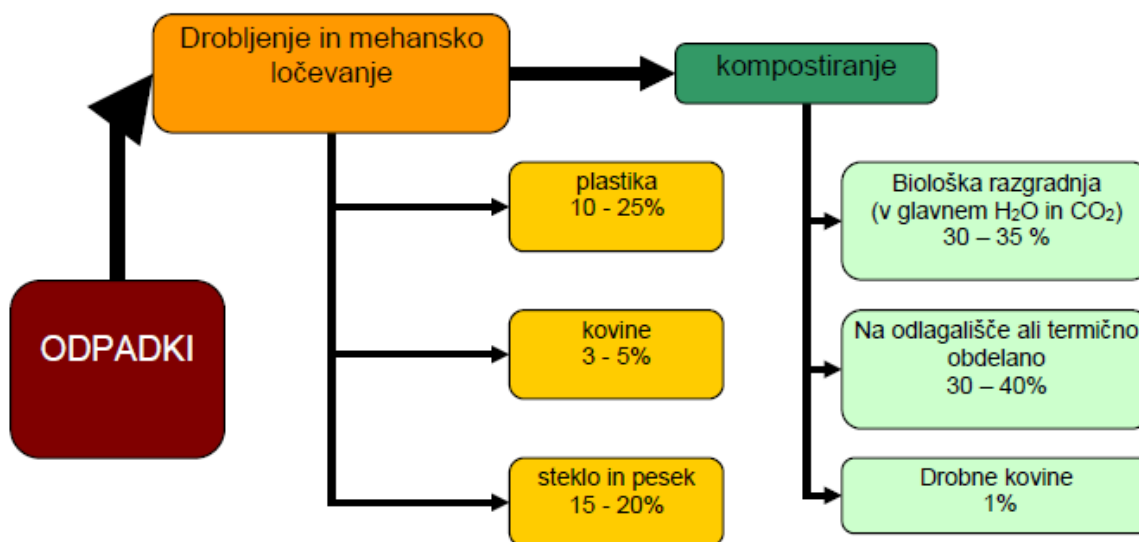 Drobljenje in mehansko
ločevanje
kompostiranje
plastika
10 - 25%
Biološka razgradnja
(v glavnem H₂O in CO₂)
30 – 35 %
ODPADKI
kovine
3 - 5%
Na odlagališče ali termično
obdelano
30 – 40%
steklo in pesek
15 - 20%
Drobne kovine
1%